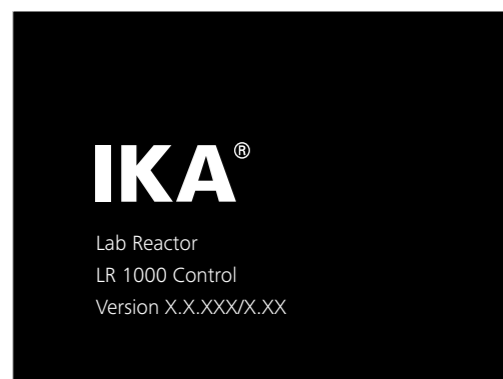 IKA®
Lab Reactor
LR 1000 Control
Version X.X.XXX/X.XX